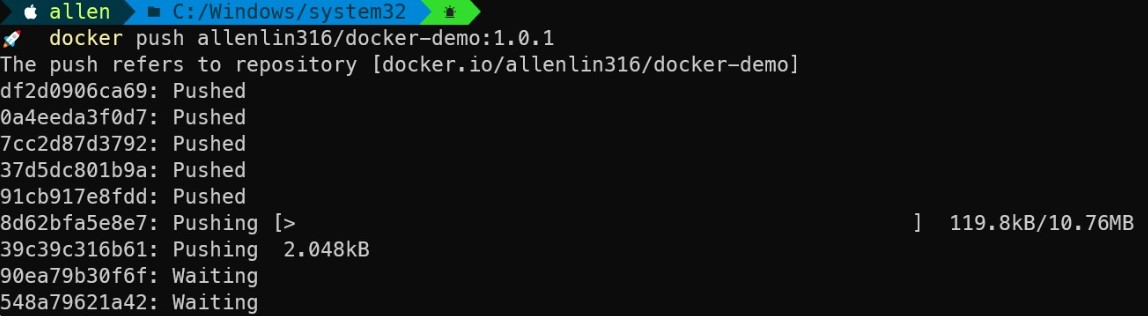 allen C:/Windows/system32
docker push allenlin316/docker-demo:1.0.1
The push refers to repository [docker.io/allenlin316/docker-demo]
df2d0906ca69: Pushed
0a4eeda3f0d7: Pushed
7cc2d87d3792: Pushed
37d5dc801b9a: Pushed
91cb917e8fdd: Pushed
8d62bfa5e8e7: Pushing [> ] 119.8kB/10.76MB
39c39c316b61: Pushing 2.048kB
90ea79b30f6f: Waiting
548a79621a42: Waiting